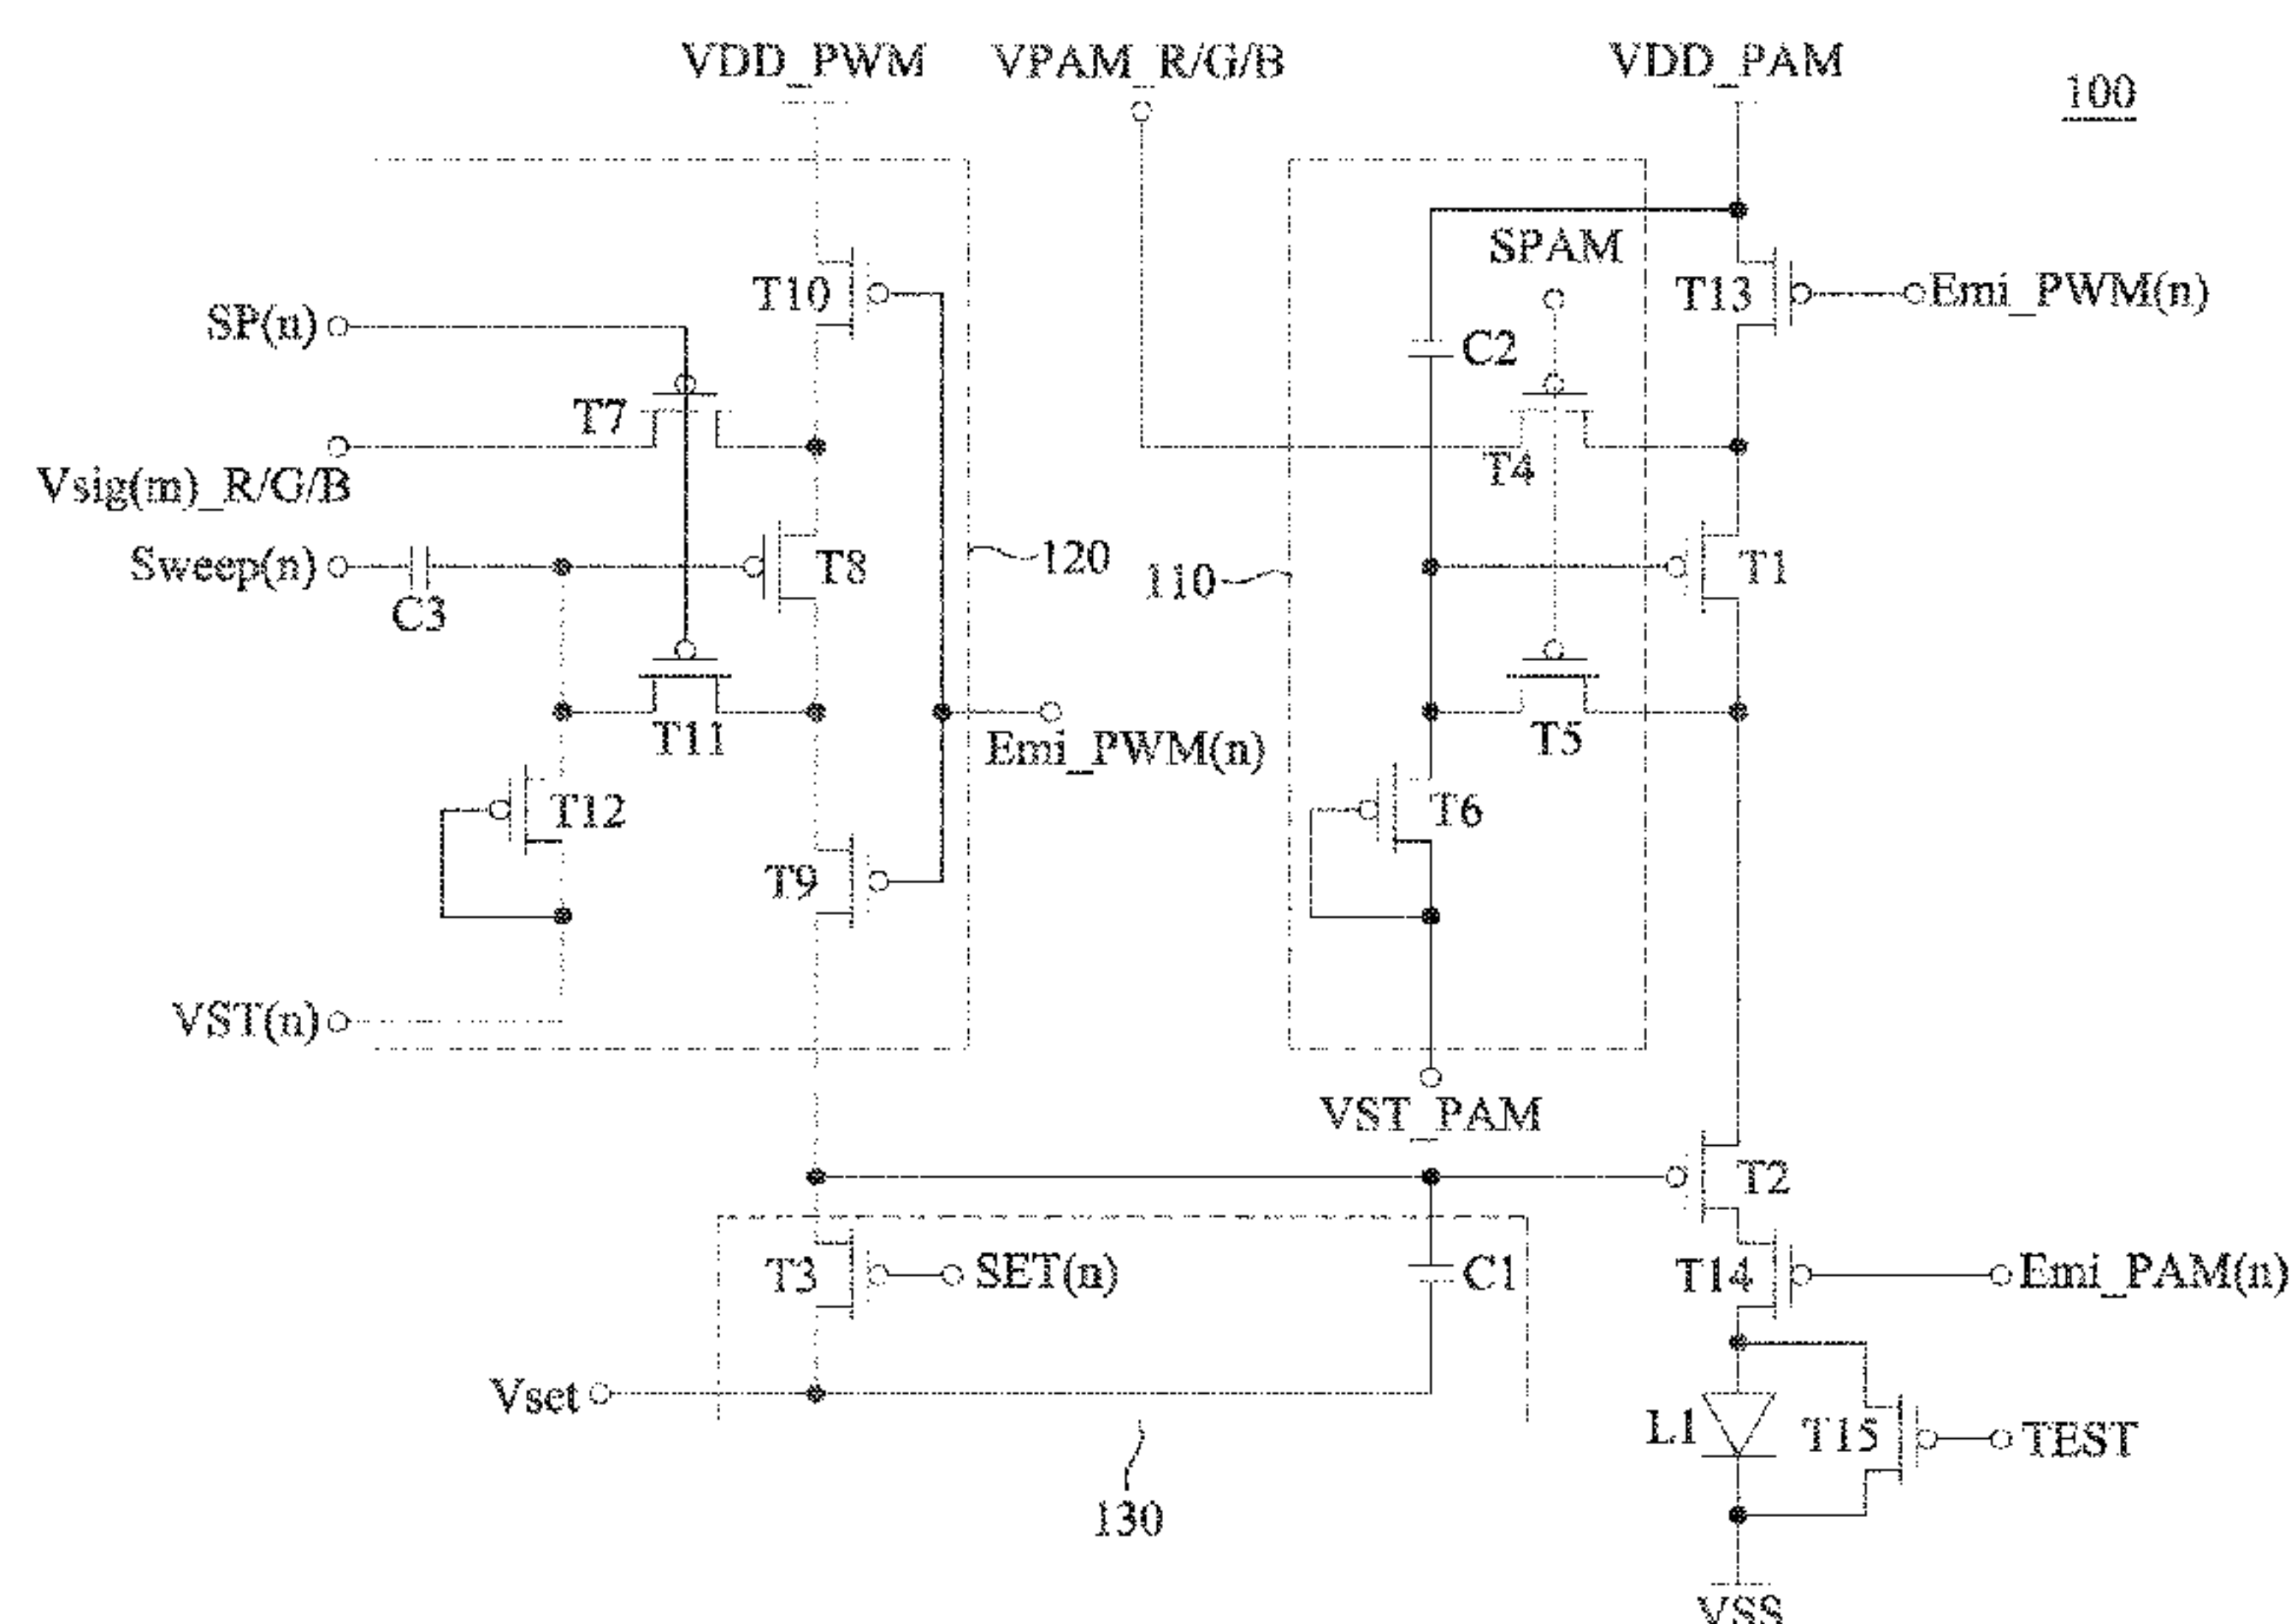 VDD_PWM
VPAM_R/G/B
VDD_PAM
100
SPAM
T10
T13
Emi_PWM(n)
SP(n)
C2
T7
T4
Vsig(m)_R/G/B
Sweep(n)
C3
T8
120
110
T1
T11
Emi_PWM(n)
T5
T12
T6
T9
VST(n)
VST_PAM
T2
T3
SET(n)
C1
T14
Emi_PAM(n)
Vset
L1
T15
TEST
130
VSS